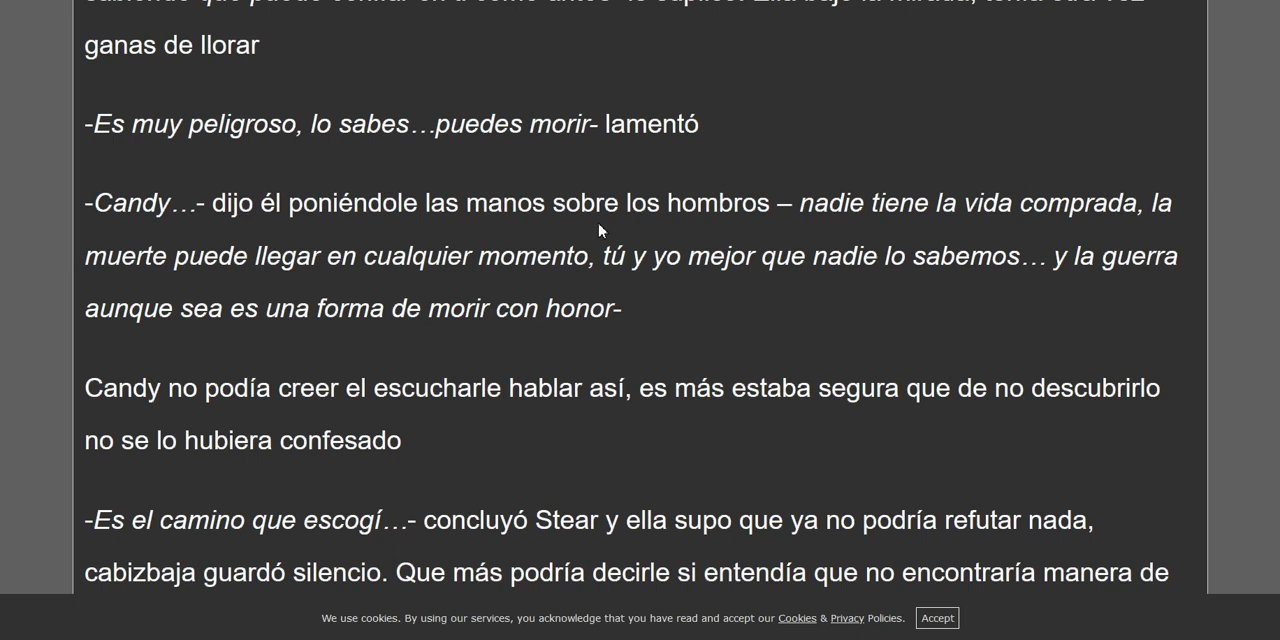 ganas de llorar
-Es muy peligroso, lo sabes…puedes morir- lamentó
-Candy…- dijo él poniéndole las manos sobre los hombros – nadie tiene la vida comprada, la
muerte puede llegar en cualquier momento, tú y yo mejor que nadie lo sabemos… y la guerra
aunque sea es una forma de morir con honor-
Candy no podía creer el escucharle hablar así, es más estaba segura que de no descubrirlo
no se lo hubiera confesado
-Es el camino que escogí…- concluyó Stear y ella supo que ya no podría refutar nada,
cabizbaja guardó silencio. Que más podría decirle si entendía que no encontraría manera de
We use cookies. By using our services, you acknowledge that you have read and accept our Cookies & Privacy Policies. Accept